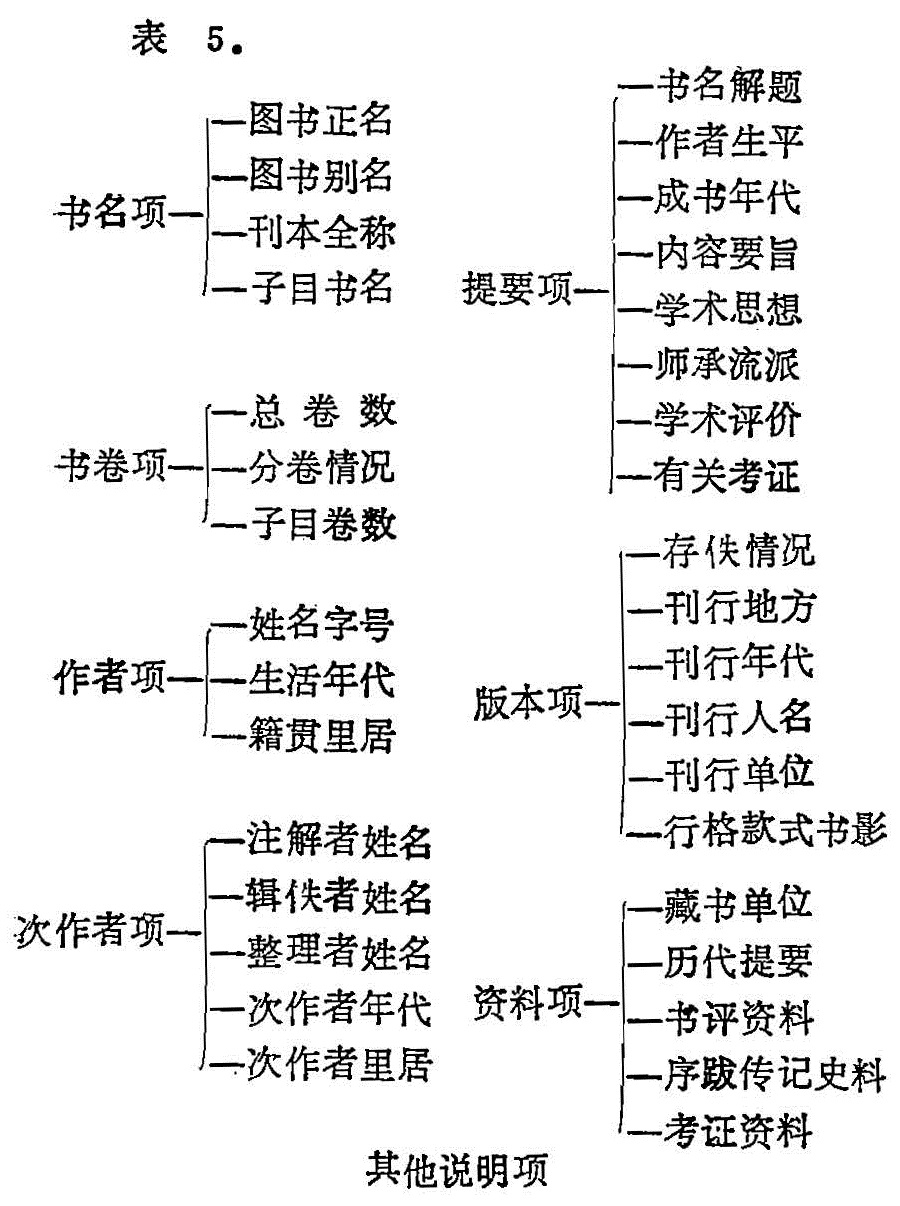 表 5.
书名项
图书正名
图书别名
刊本全称
子目书名
书卷项
总卷数
分卷情况
子目卷数
作者项
姓名字号
生活年代
籍贯里居
次作者项
注解者姓名
辑佚者姓名
整理者姓名
次作者年代
次作者里居
提要项
书名解题
作者生平
成书年代
内容要旨
学术思想
师承流派
学术评价
有关考证
版本项
存佚情况
刊行地方
刊行年代
刊行人名
刊行单位
行格款式书影
资料项
藏书单位
历代提要
书评资料
序跋传记史料
考证资料
其他说明项